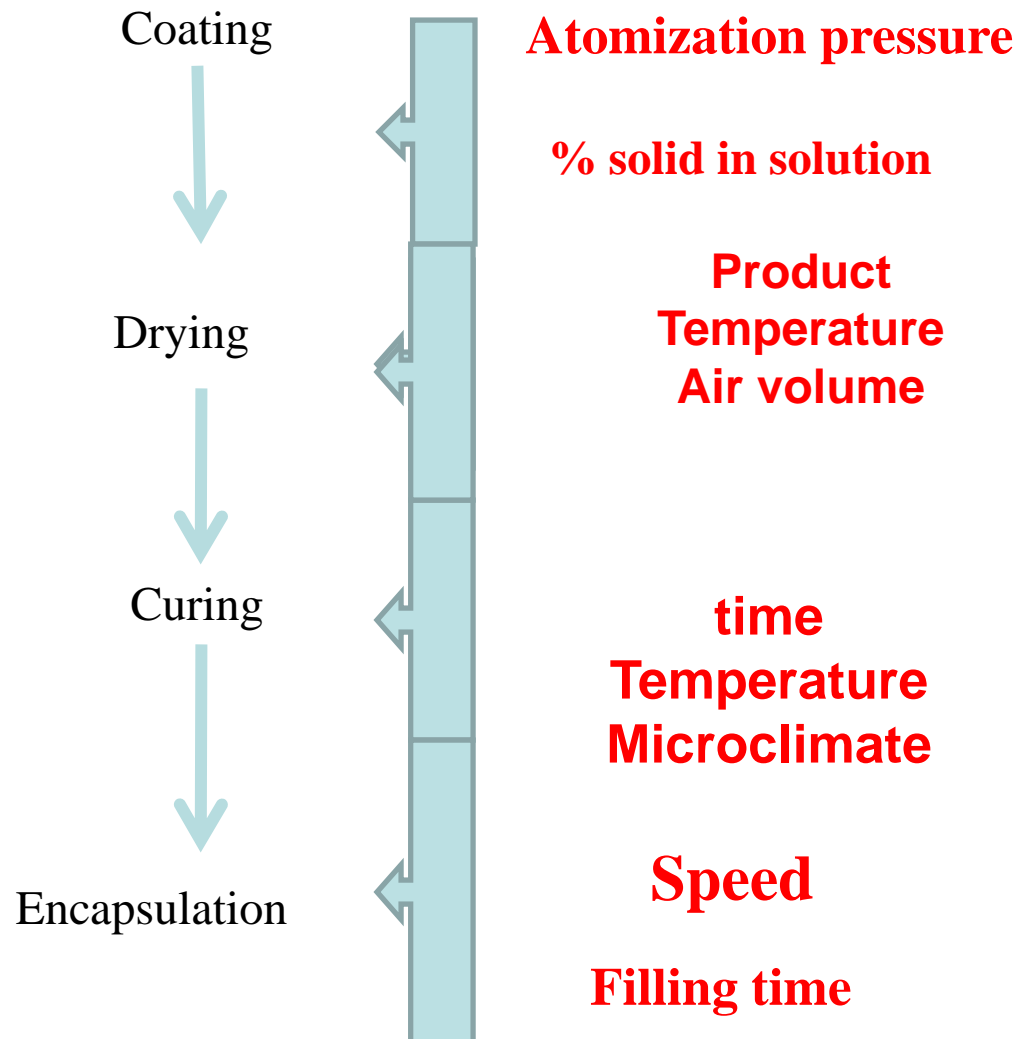 Coating
Atomization pressure
% solid in solution
Drying
Product
Temperature
Air volume
Curing
time
Temperature
Microclimate
Encapsulation
Speed
Filling time